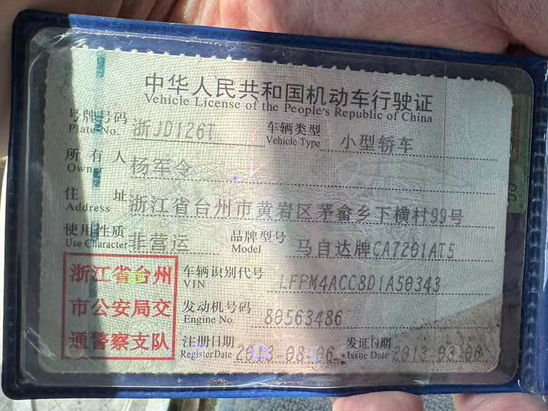 中华人民共和国机动车行驶证
Vehicle License of the People's Republic of China
号牌号码 浙JD126T 车辆类型 小型轿车
Plate No. Vehicle Type
所有人 杨军令
Owner
住址 浙江省台州市黄岩区茅畲乡下横村99号
Address
使用性质 非营运 品牌型号 马自达牌CA7201AT5
Use Character Model
浙江省台州
市公安局交
通警察支队
车辆识别代号 LFPM4ACC8D1A50343
VIN
发动机号码 80563486
Engine No.
注册日期 2013-08-06 发证日期 2013-08-06
Register Date Issue Date